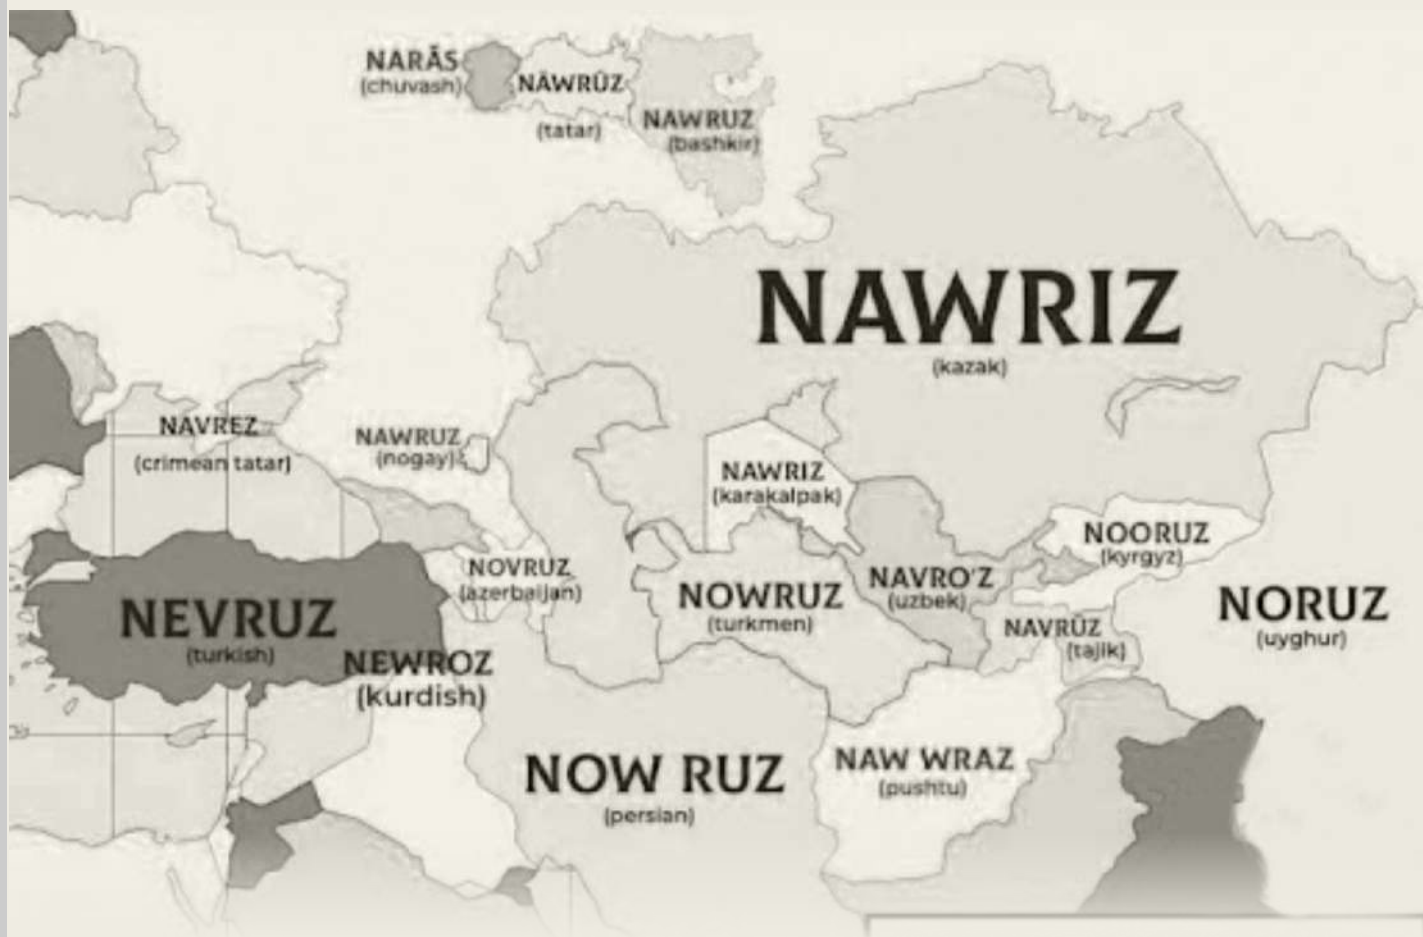 NARĂS
(chuvash)
NÀWRÛZ
(tatar)
NAWRUZ
(bashkir)
NAWRIZ
(kazak)
NAVREZ
(crimean tatar)
NAWRUZ
(nogay)
NAWRIZ
(karakalpak)
NOORUZ
(kyrgyz)
NOVRUZ
(azerbaijan)
NOWRUZ
(turkmen)
NAVRO'Z
(uzbek)
NORUZ
(uyghur)
NEVRUZ
(turkish)
NAVRŪZ
(tajik)
NEWROZ
(kurdish)
NOW RUZ
(persian)
NAW WRAZ
(pushtu)